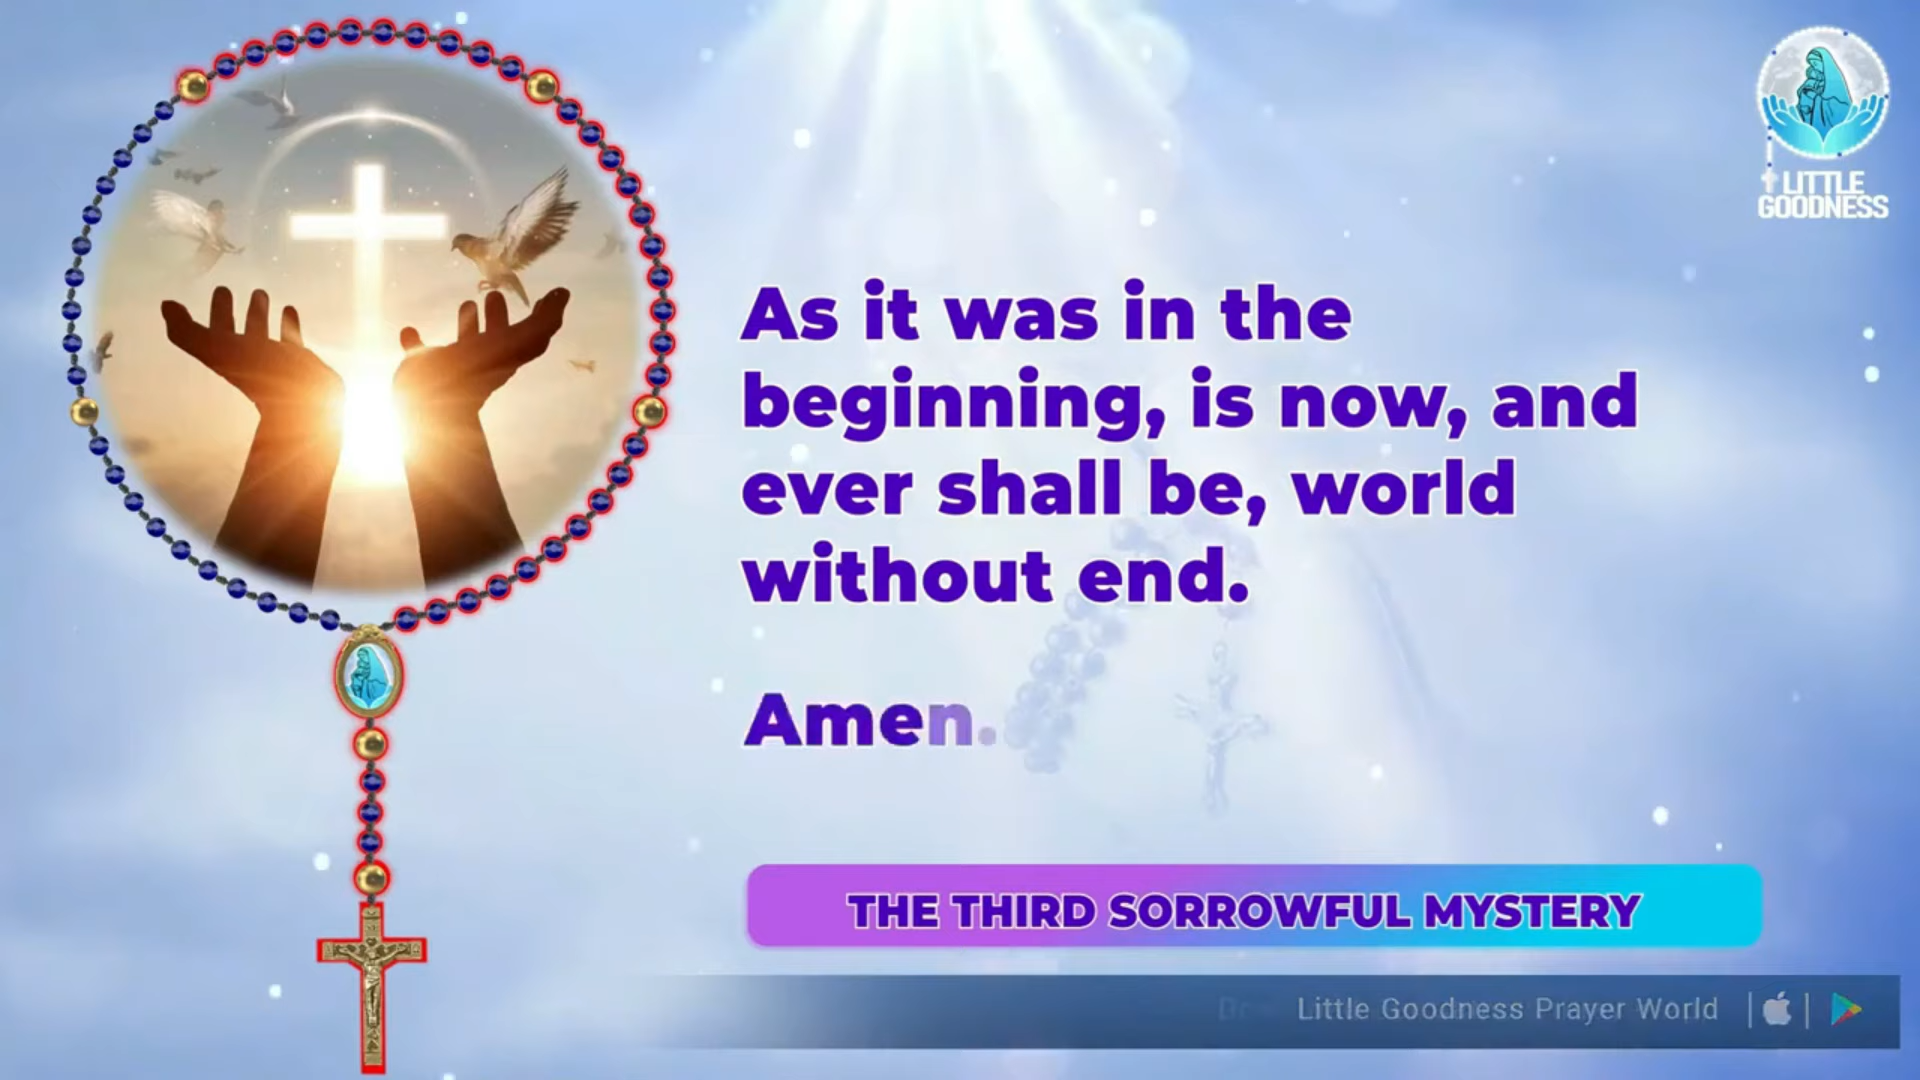 LITTLE
GOODNESS
As it was in the
beginning, is now, and
ever shall be, world
without end.
Amen.
THE THIRD SORROWFUL MYSTERY
Little Goodness Prayer World